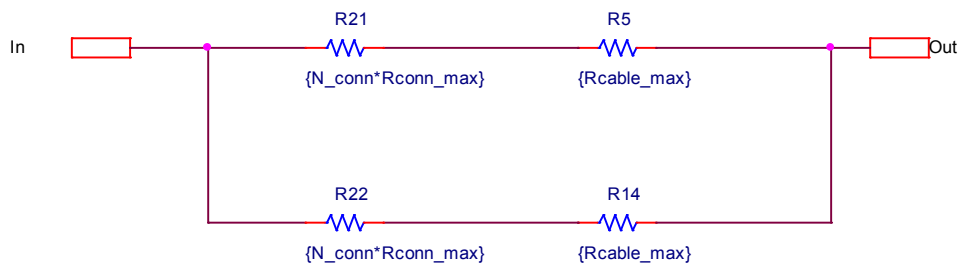 R21 R5
In Out
{N_conn*Rconn_max} {Rcable_max}
R22 R14
{N_conn*Rconn_max} {Rcable_max}